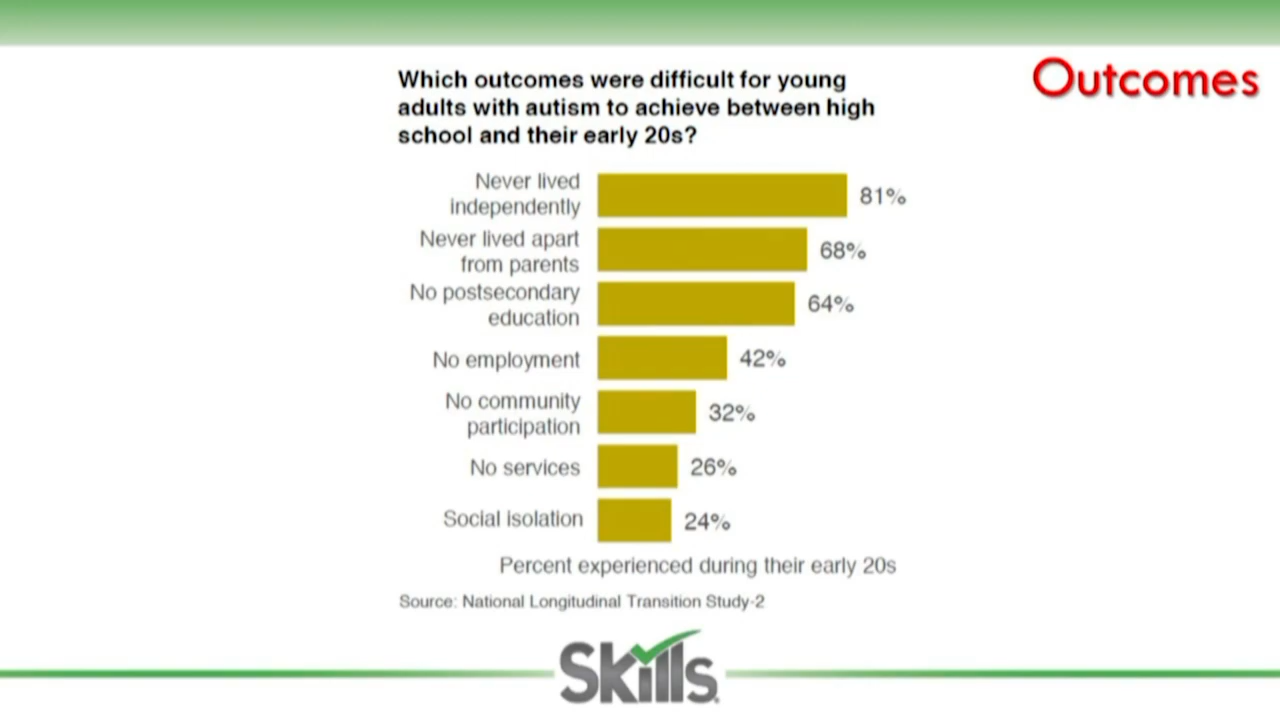 Outcomes
Which outcomes were difficult for young
adults with autism to achieve between high
school and their early 20s?
Never lived
independently
81%
Never lived apart
from parents
68%
No postsecondary
education
64%
No employment
42%
No community
participation
32%
No services
26%
Social isolation
24%
Percent experienced during their early 20s
Source: National Longitudinal Transition Study-2
Skills